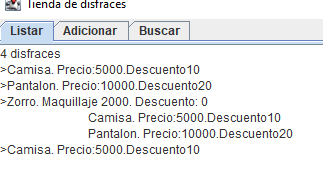 Tienda de disfraces
Listar Adicionar Buscar
4 disfraces
>Camisa. Precio:5000.Descuento10
>Pantalon. Precio:10000.Descuento20
>Zorro. Maquillaje 2000. Descuento: 0
Camisa. Precio:5000.Descuento10
Pantalon. Precio:10000.Descuento20
>Camisa. Precio:5000.Descuento10